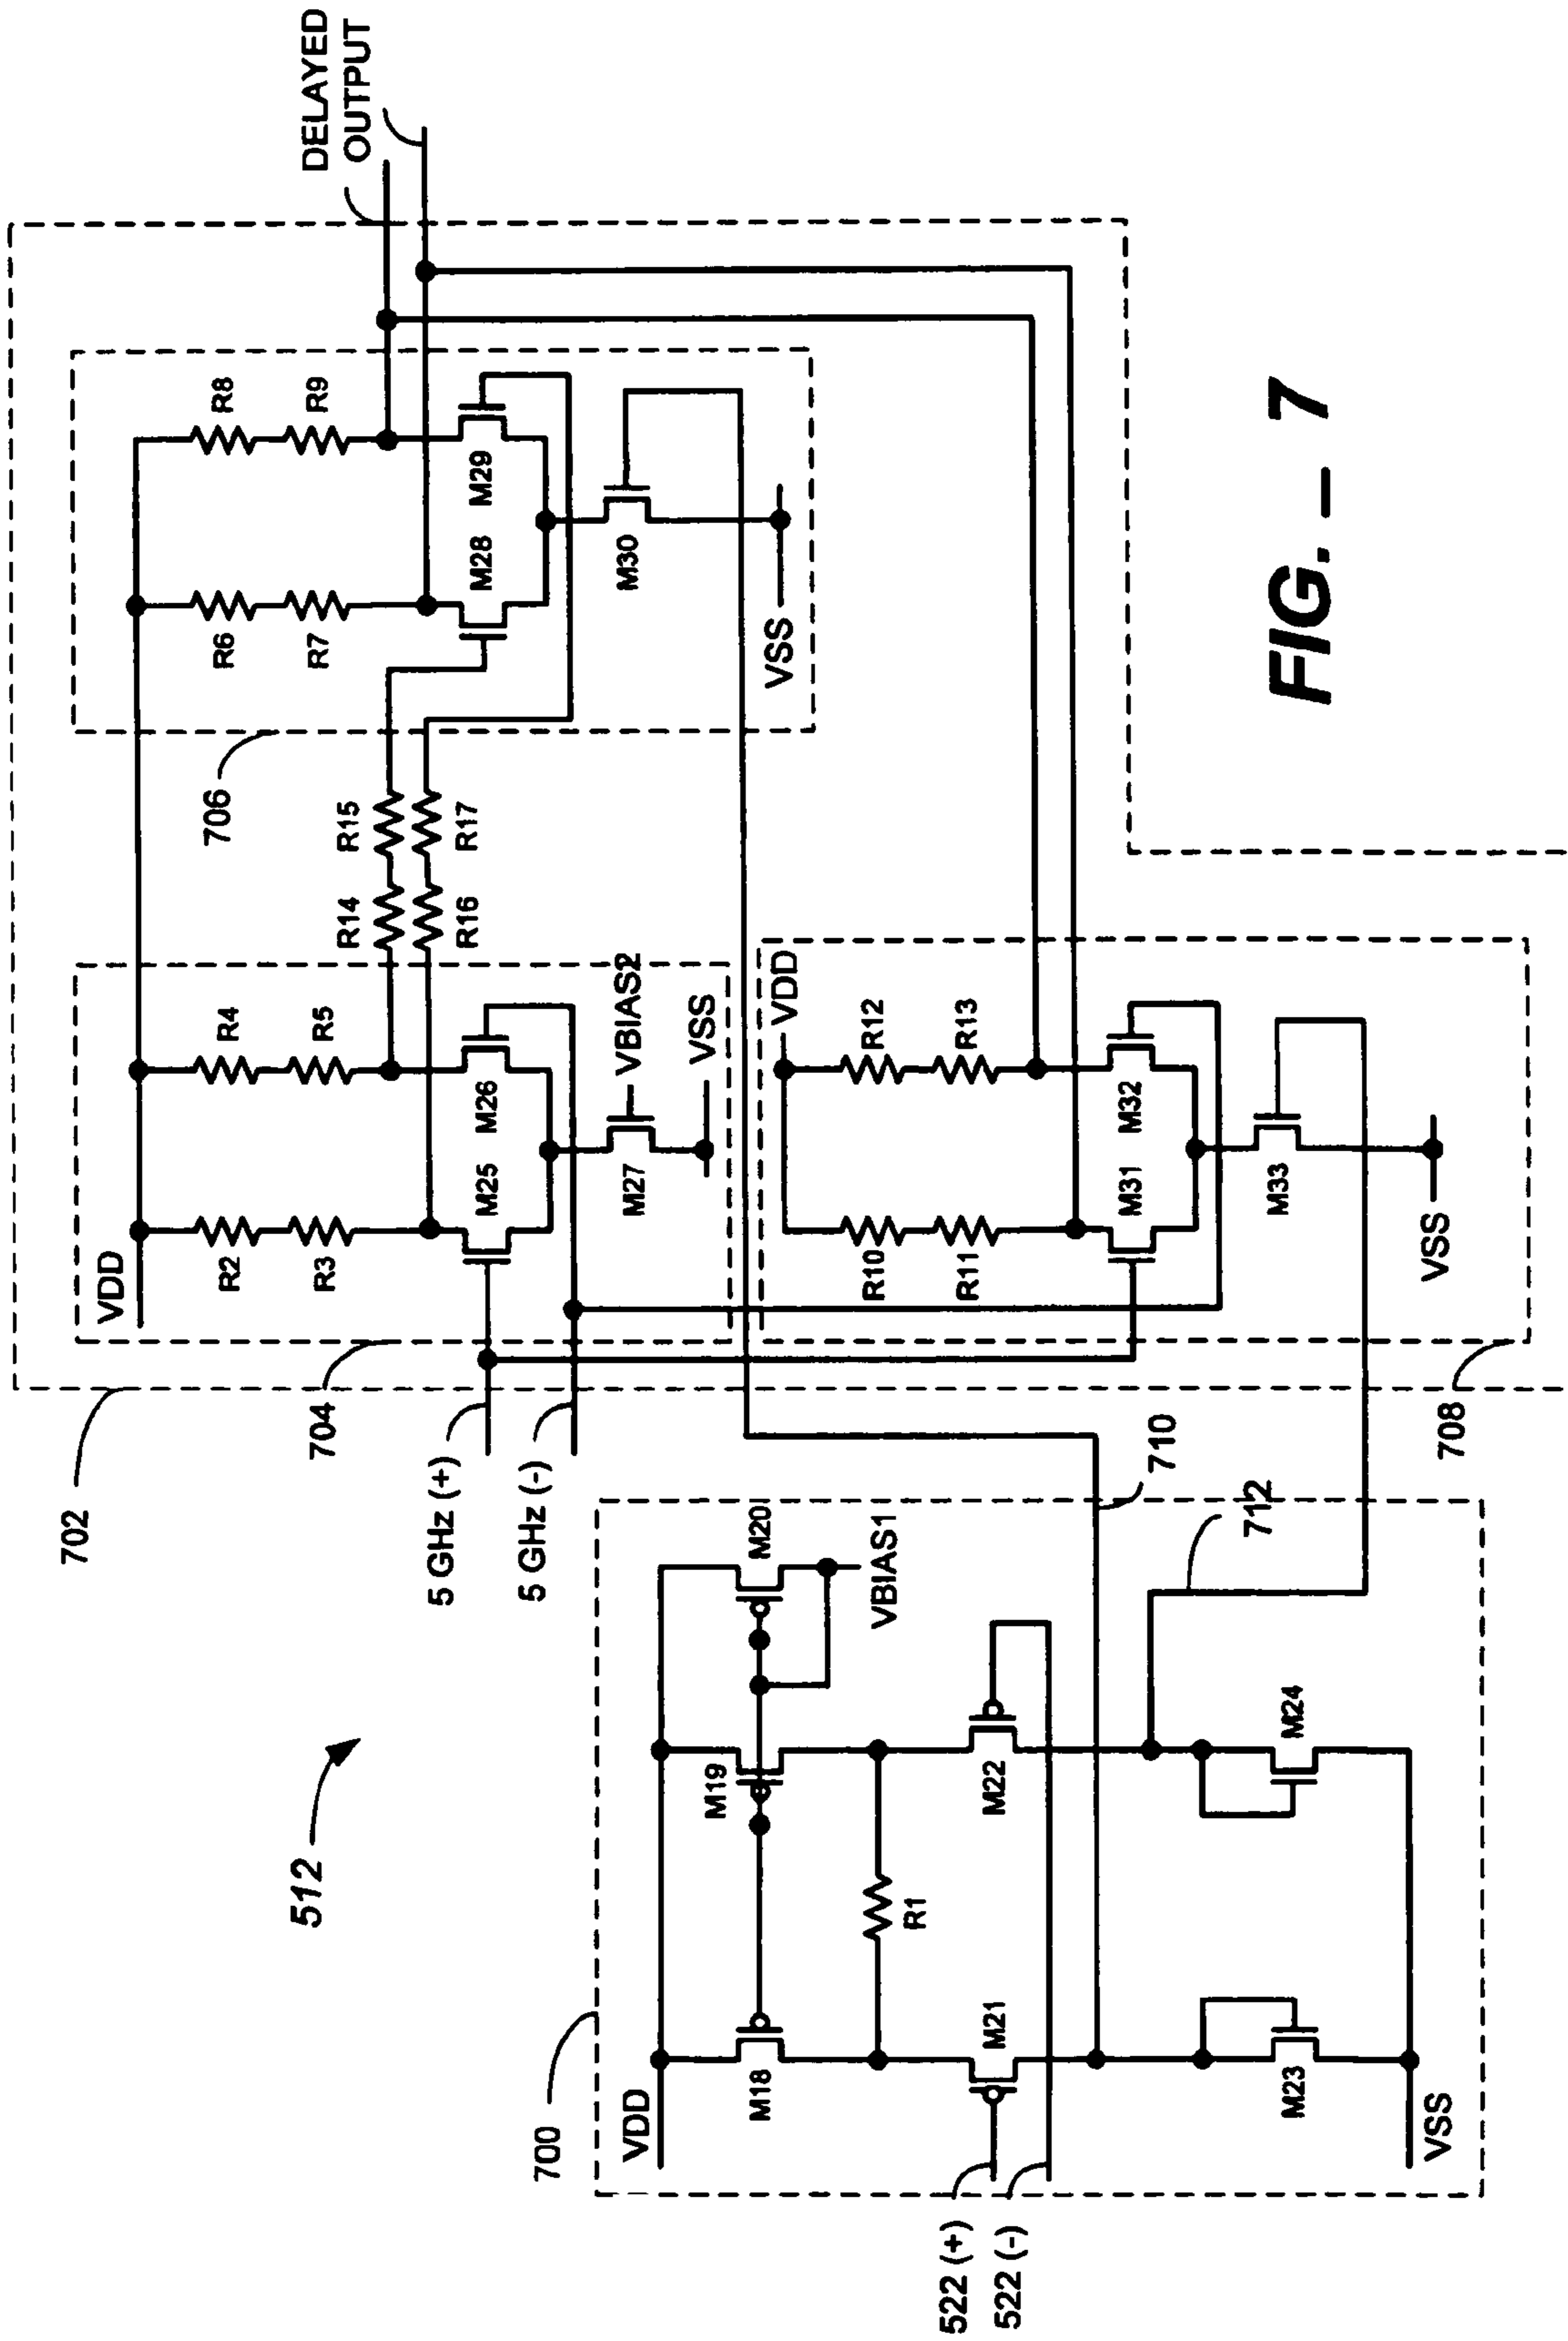 DELAYED
OUTPUT
R8
R9
R6
R7
M29
M28
M30
VSS
706
R15
R17
R14
R16
VDD
R4
R5
R2
R3
M26
M25
VBIAS2
M27
VSS
VDD
R12
R13
R10
R11
M32
M31
M33
VSS
702
704
708
5 GHz (+)
5 GHz (-)
710
712
512
700
VDD
M20
M19
M18
VBIAS1
R1
M22
M21
M24
M23
VSS
522 (+)
522 (-)
FIG. – 7